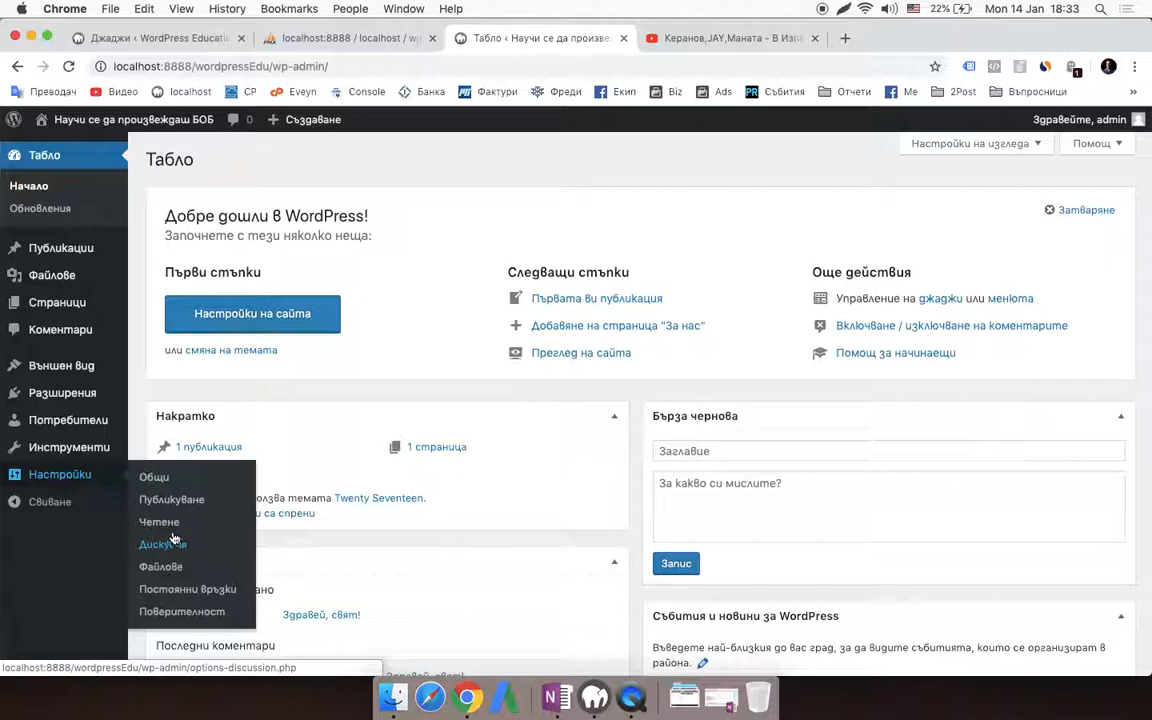 Chrome File Edit View History Bookmarks People Window Help 22% Mon 14 Jan 18:33
Джаджи ‹ WordPress Educati localhost:8888 / localhost / wp Табло ‹ Научи се да произве Керанов,JAY,Маната - В Изп
localhost:8888/wordpressEdu/wp-admin/
Преводач Видео localhost CP Eveyn Console Банка Фактури Фреди Екип Biz Ads Събития Отчети Me 2Post Въпросници »
Научи се да произвеждаш БОБ 0 Създаване Здравейте, admin
Табло
Начало
Обновления
Публикации
Файлове
Страници
Коментари
Външен вид
Разширения
Потребители
Инструменти
Настройки
Свиване
Общи
Публикуване
Четене
Дискусия
Файлове
Постоянни връзки
Поверителност
Табло
Настройки на изгледа Помощ
Добре дошли в WordPress!
Затваряне
Започнете с тези няколко неща:
Първи стъпки
Настройки на сайта
или смяна на темата
Следващи стъпки
Първата ви публикация
Добавяне на страница "За нас"
Преглед на сайта
Още действия
Управление на джаджи или менюта
Включване / изключване на коментарите
Помощ за начинаещи
Накратко
1 публикация 1 страница
олзва темата Twenty Seventeen.
и са спрени
ано
Здравей, свят!
Последни коментари
Бърза чернова
Заглавие
За какво си мислите?
Запис
Събития и новини за WordPress
Въведете най-близкия до вас град, за да видите събитията, които се организират в
района.
localhost:8888/wordpressEdu/wp-admin/options-discussion.php